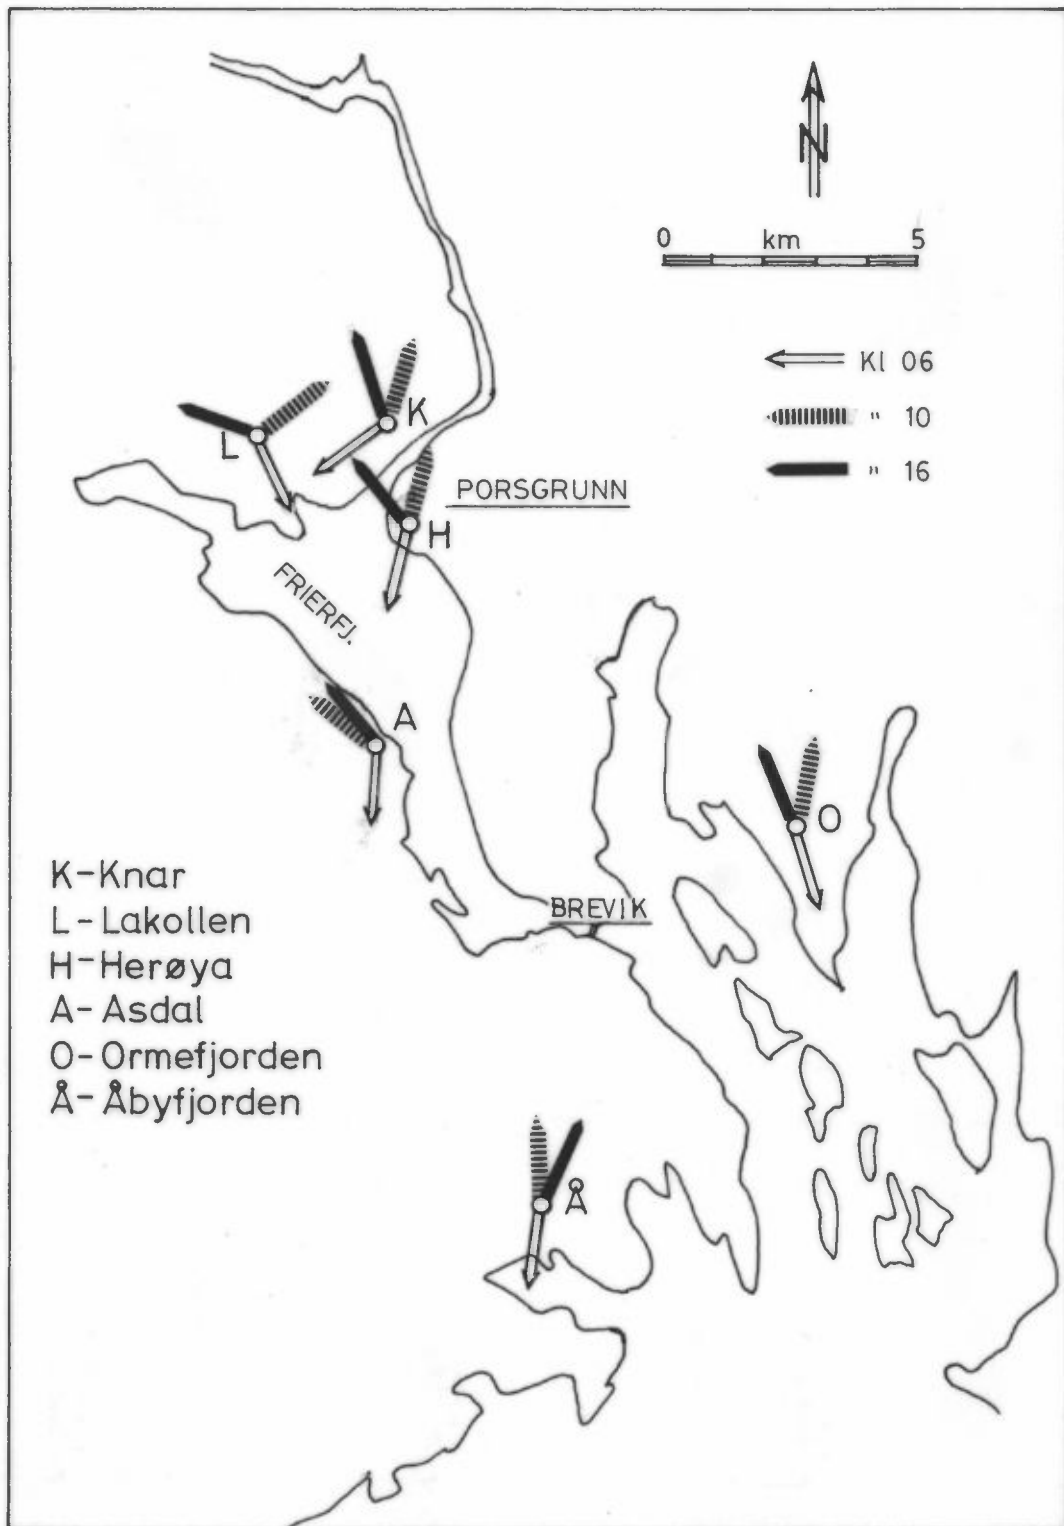 N
0 km 5
Kl 06
" 10
" 16
K
L
PORSGRUNN
H
FRIERFJ.
A
O
BREVIK
K-Knar
L-Lakollen
H-Herøya
A-Asdal
O-Ormefjorden
Å-Åbyfjorden
Å